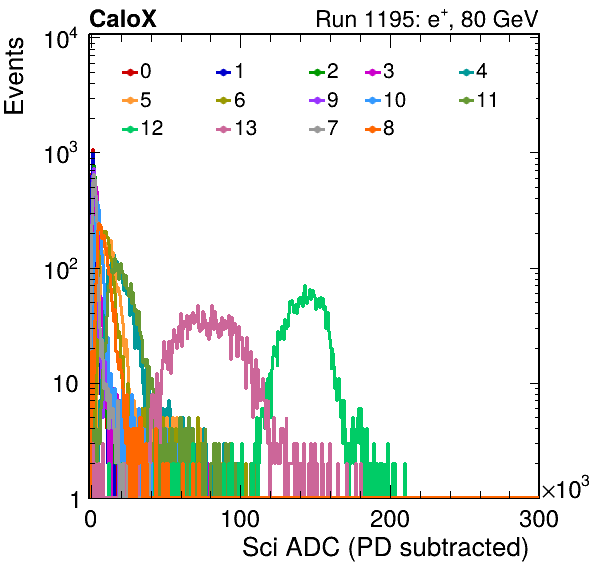 CaloX Run 1195: e⁺, 80 GeV
Events
10⁴
10³
10²
10
1
0 1 2 3 4
5 6 9 10 11
12 13 7 8
0 100 200 300
×10³
Sci ADC (PD subtracted)